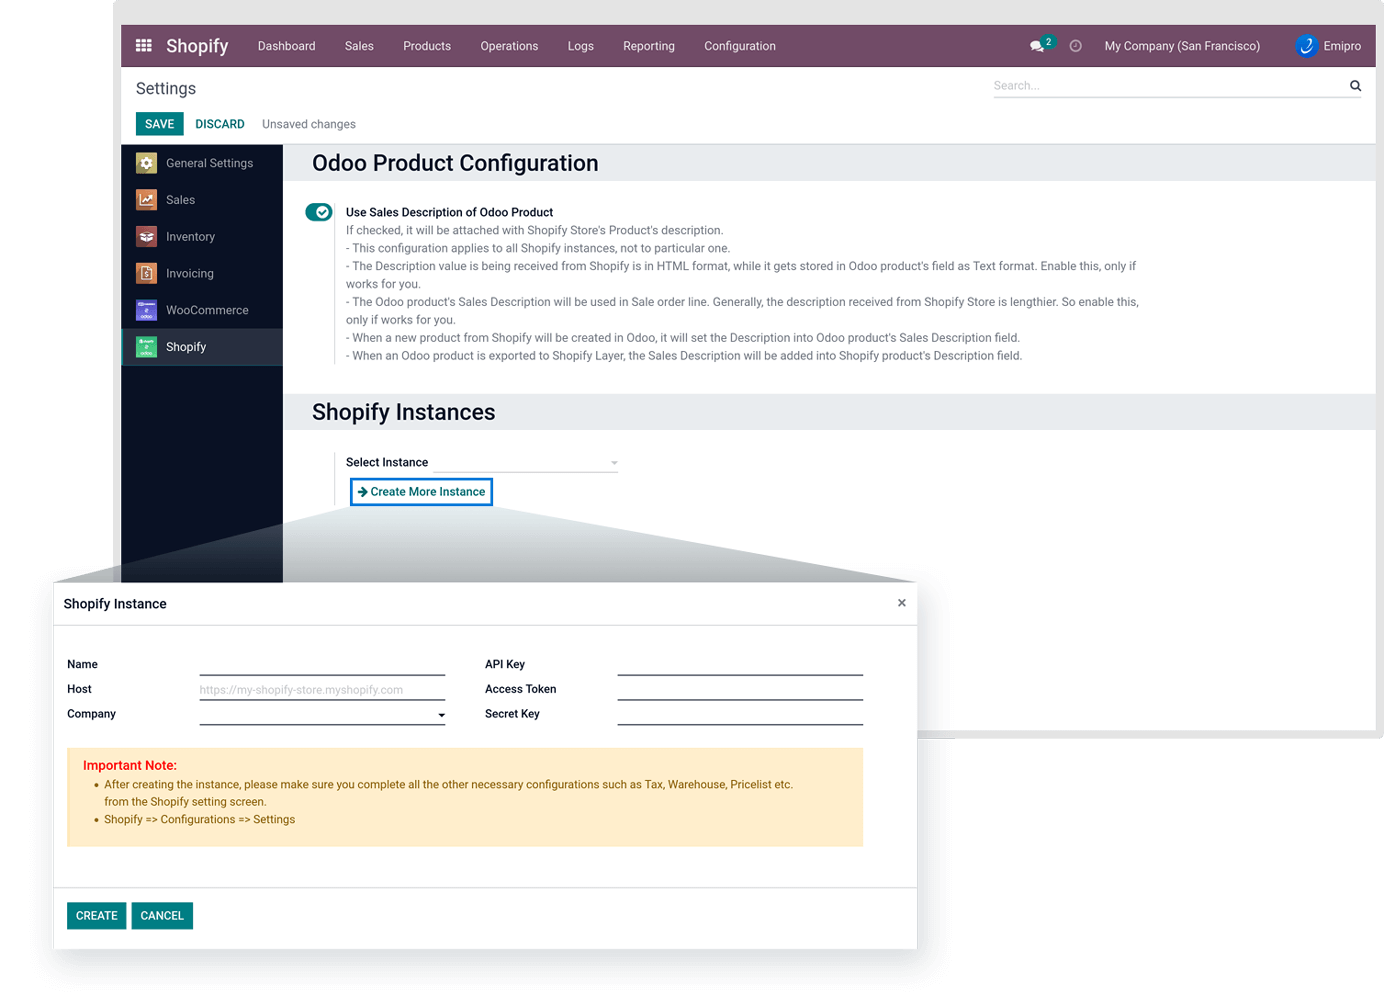 Shopify Dashboard Sales Products Operations Logs Reporting Configuration 2 My Company (San Francisco) Emipro
Settings
Search...
SAVE DISCARD Unsaved changes
General Settings
Sales
Inventory
Invoicing
WooCommerce
Shopify
Odoo Product Configuration
Use Sales Description of Odoo Product
If checked, it will be attached with Shopify Store's Product's description.
- This configuration applies to all Shopify instances, not to particular one.
- The Description value is being received from Shopify is in HTML format, while it gets stored in Odoo product's field as Text format. Enable this, only if
works for you.
- The Odoo product's Sales Description will be used in Sale order line. Generally, the description received from Shopify Store is lengthier. So enable this,
only if works for you.
- When a new product from Shopify will be created in Odoo, it will set the Description into Odoo product's Sales Description field.
- When an Odoo product is exported to Shopify Layer, the Sales Description will be added into Shopify product's Description field.
Shopify Instances
Select Instance
Create More Instance
Shopify Instance ×
Name
Host https://my-shopify-store.myshopify.com
Company
API Key
Access Token
Secret Key
Important Note:
• After creating the instance, please make sure you complete all the other necessary configurations such as Tax, Warehouse, Pricelist etc.
from the Shopify setting screen.
• Shopify => Configurations => Settings
CREATE CANCEL